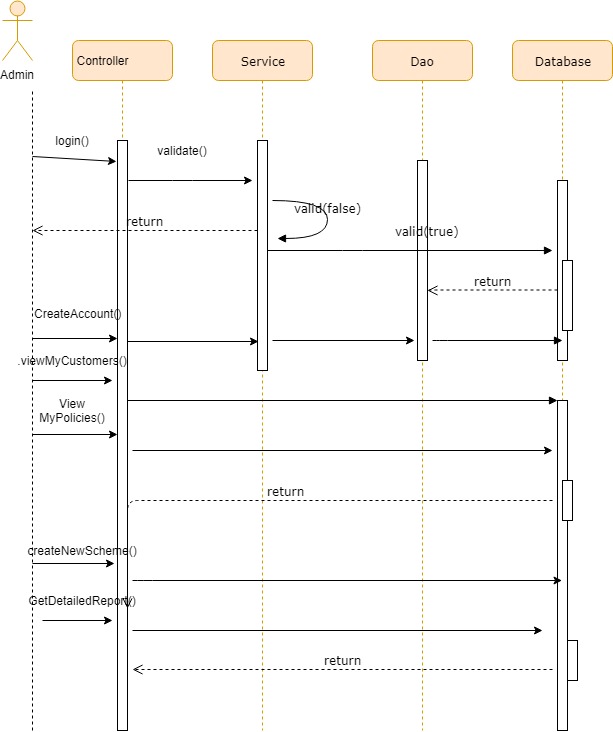 Admin
Controller
Service
Dao
Database
login()
validate()
valid(false)
return
valid(true)
return
CreateAccount()
.viewMyCustomers()
View
MyPolicies()
return
createNewScheme()
GetDetailedReport()
return